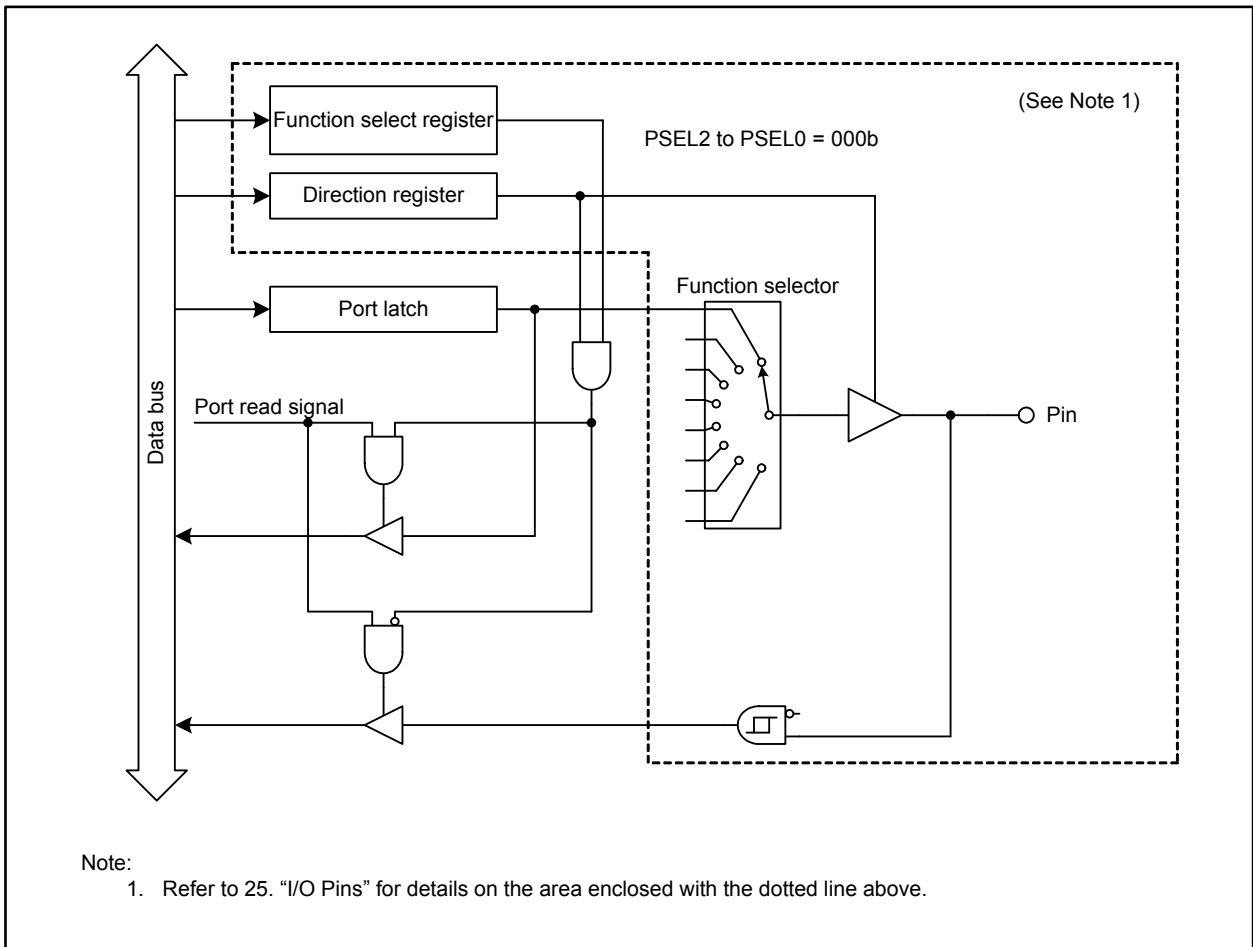 (See Note 1)
Function select register
PSEL2 to PSEL0 = 000b
Direction register
Function selector
Port latch
Data bus
Port read signal
Pin
Note:
1. Refer to 25. “I/O Pins” for details on the area enclosed with the dotted line above.